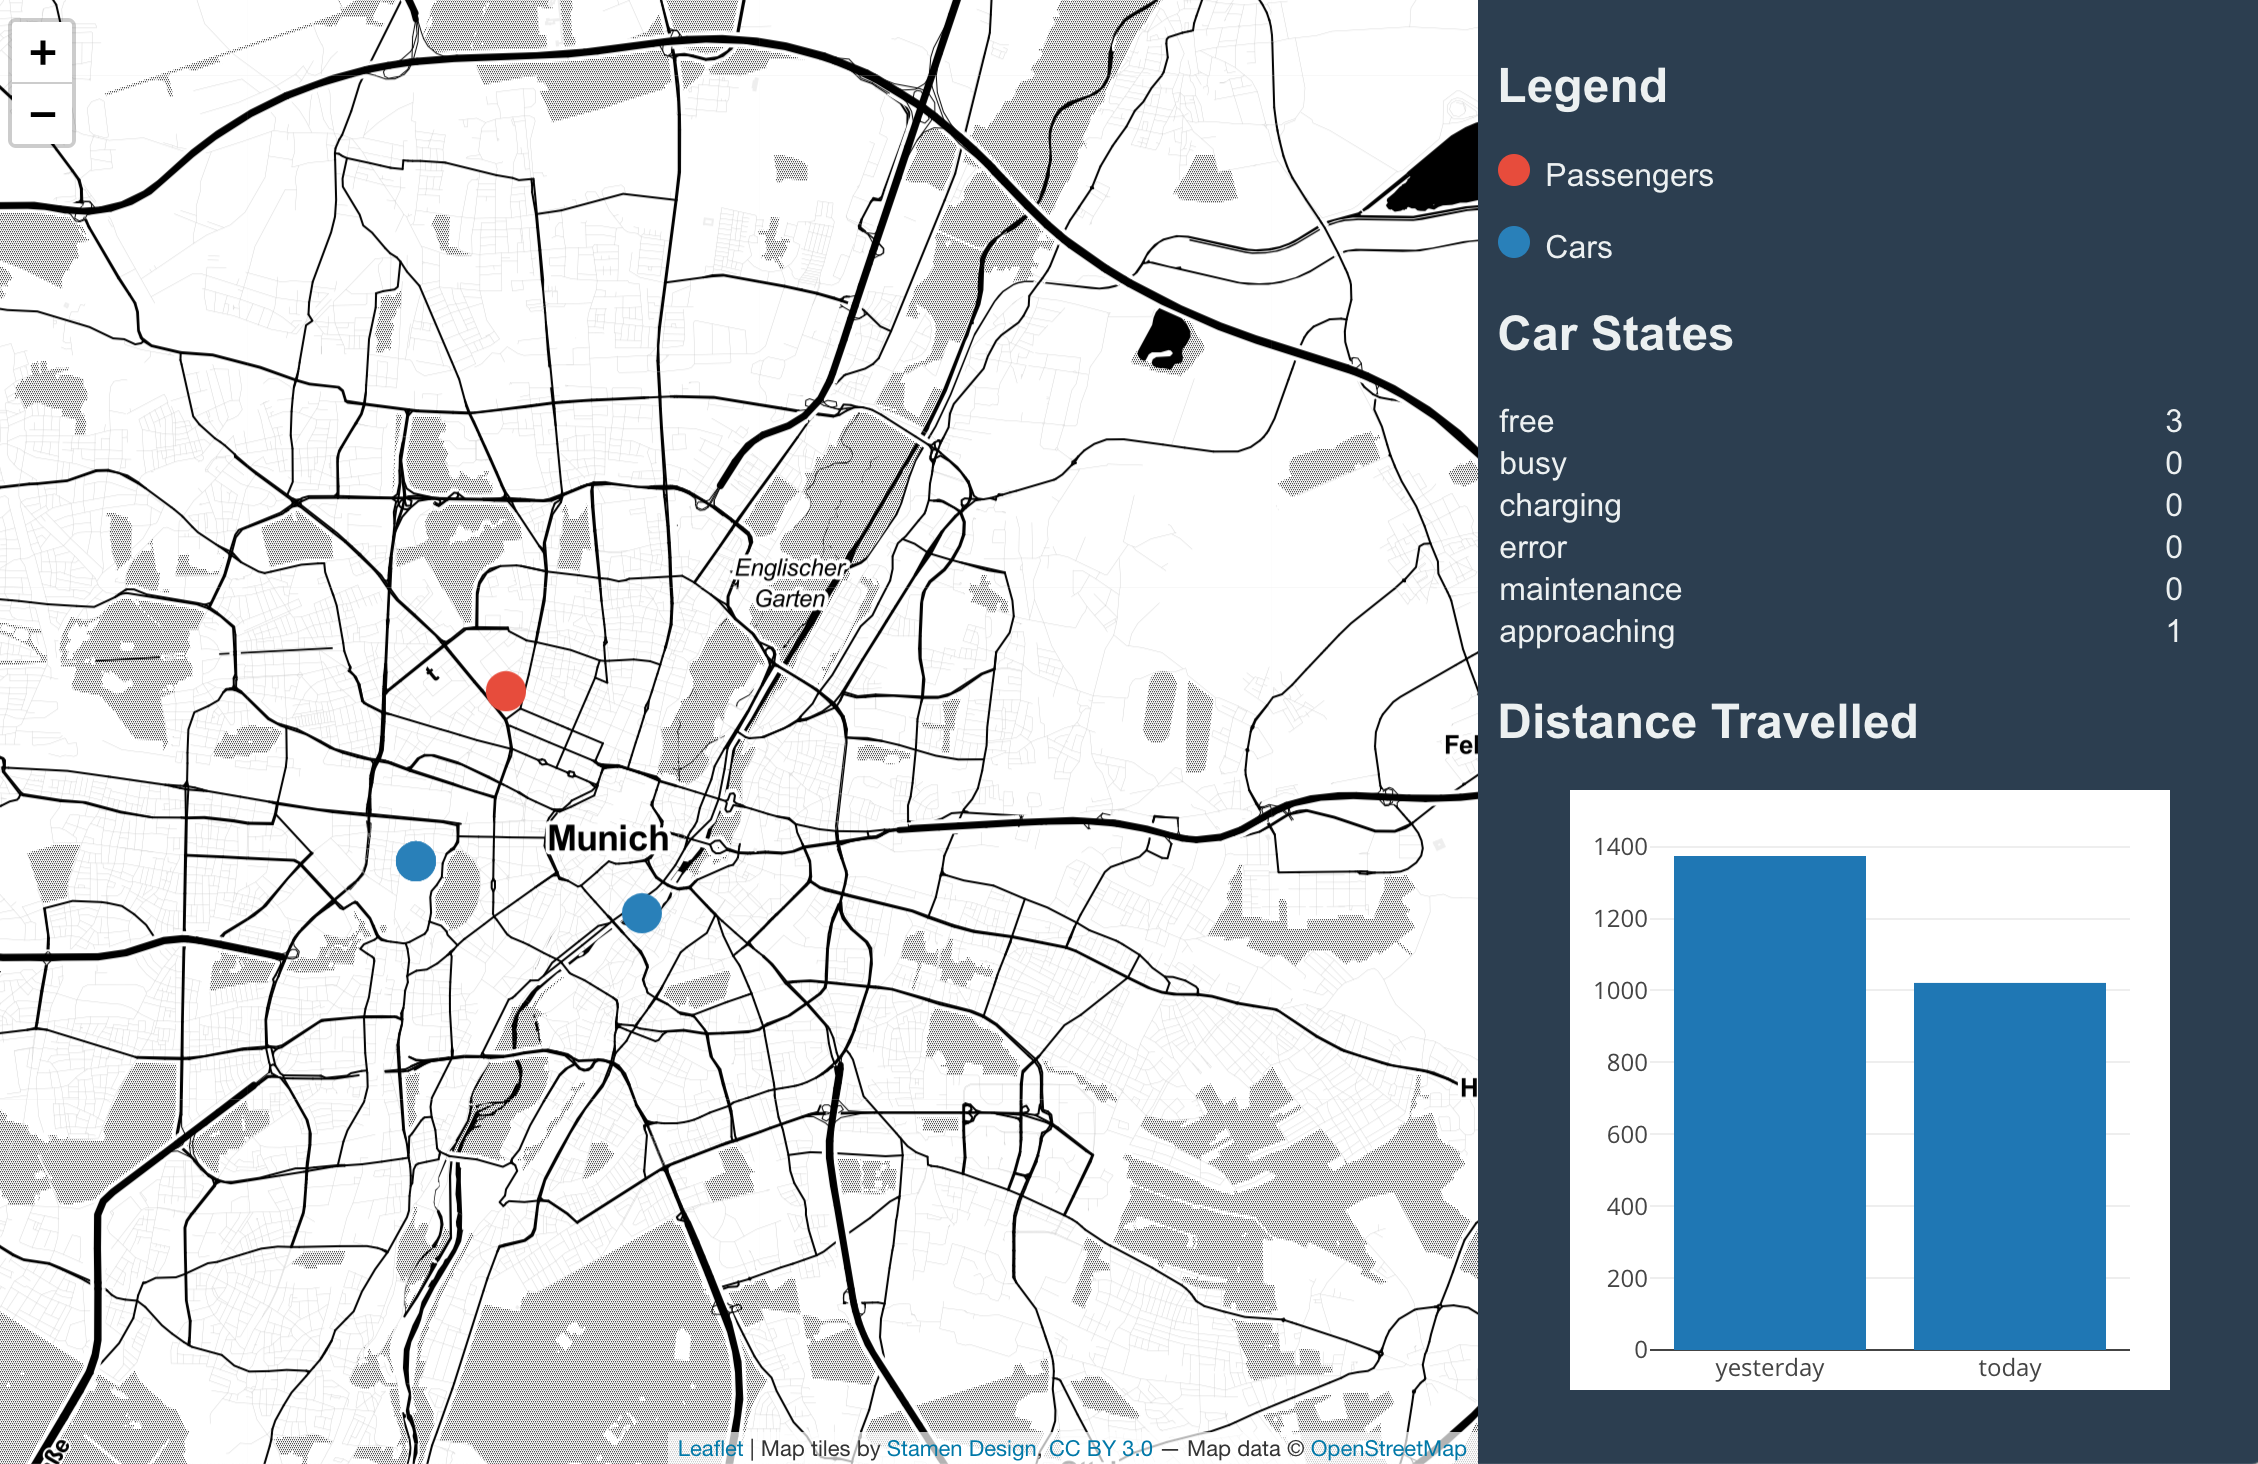 +
−
Englischer
Garten
Munich
Leaflet | Map tiles by Stamen Design, CC BY 3.0 — Map data © OpenStreetMap
Legend
Passengers
Cars
Car States
free 3
busy 0
charging 0
error 0
maintenance 0
approaching 1
Distance Travelled
1400
1200
1000
800
600
400
200
0
yesterday today